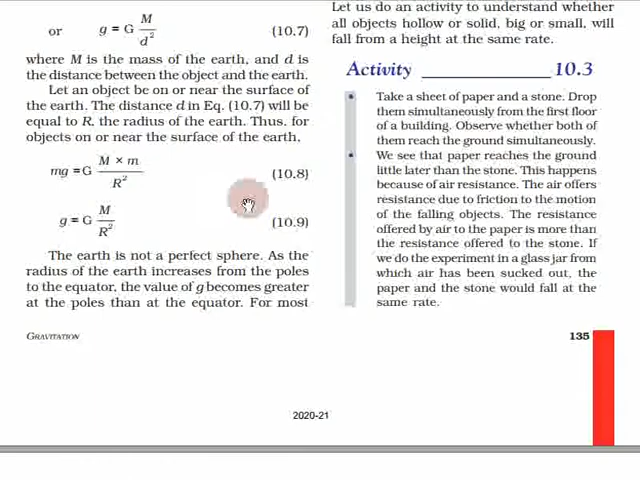 or g = G M/d² (10.7)
where M is the mass of the earth, and d is
the distance between the object and the earth.
Let an object be on or near the surface of
the earth. The distance d in Eq. (10.7) will be
equal to R, the radius of the earth. Thus, for
objects on or near the surface of the earth,
mg = G M × m/R² (10.8)
g = G M/R² (10.9)
The earth is not a perfect sphere. As the
radius of the earth increases from the poles
to the equator, the value of g becomes greater
at the poles than at the equator. For most
Let us do an activity to understand whether
all objects hollow or solid, big or small, will
fall from a height at the same rate.
Activity ______________ 10.3
• Take a sheet of paper and a stone. Drop
them simultaneously from the first floor
of a building. Observe whether both of
them reach the ground simultaneously.
• We see that paper reaches the ground
little later than the stone. This happens
because of air resistance. The air offers
resistance due to friction to the motion
of the falling objects. The resistance
offered by air to the paper is more than
the resistance offered to the stone. If
we do the experiment in a glass jar from
which air has been sucked out, the
paper and the stone would fall at the
same rate.
GRAVITATION
135
2020-21